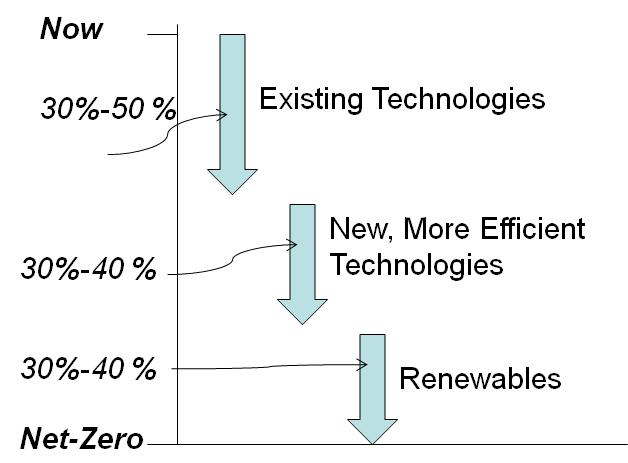 Now
30%-50 %
Existing Technologies
New, More Efficient
Technologies
30%-40 %
30%-40 %
Renewables
Net-Zero